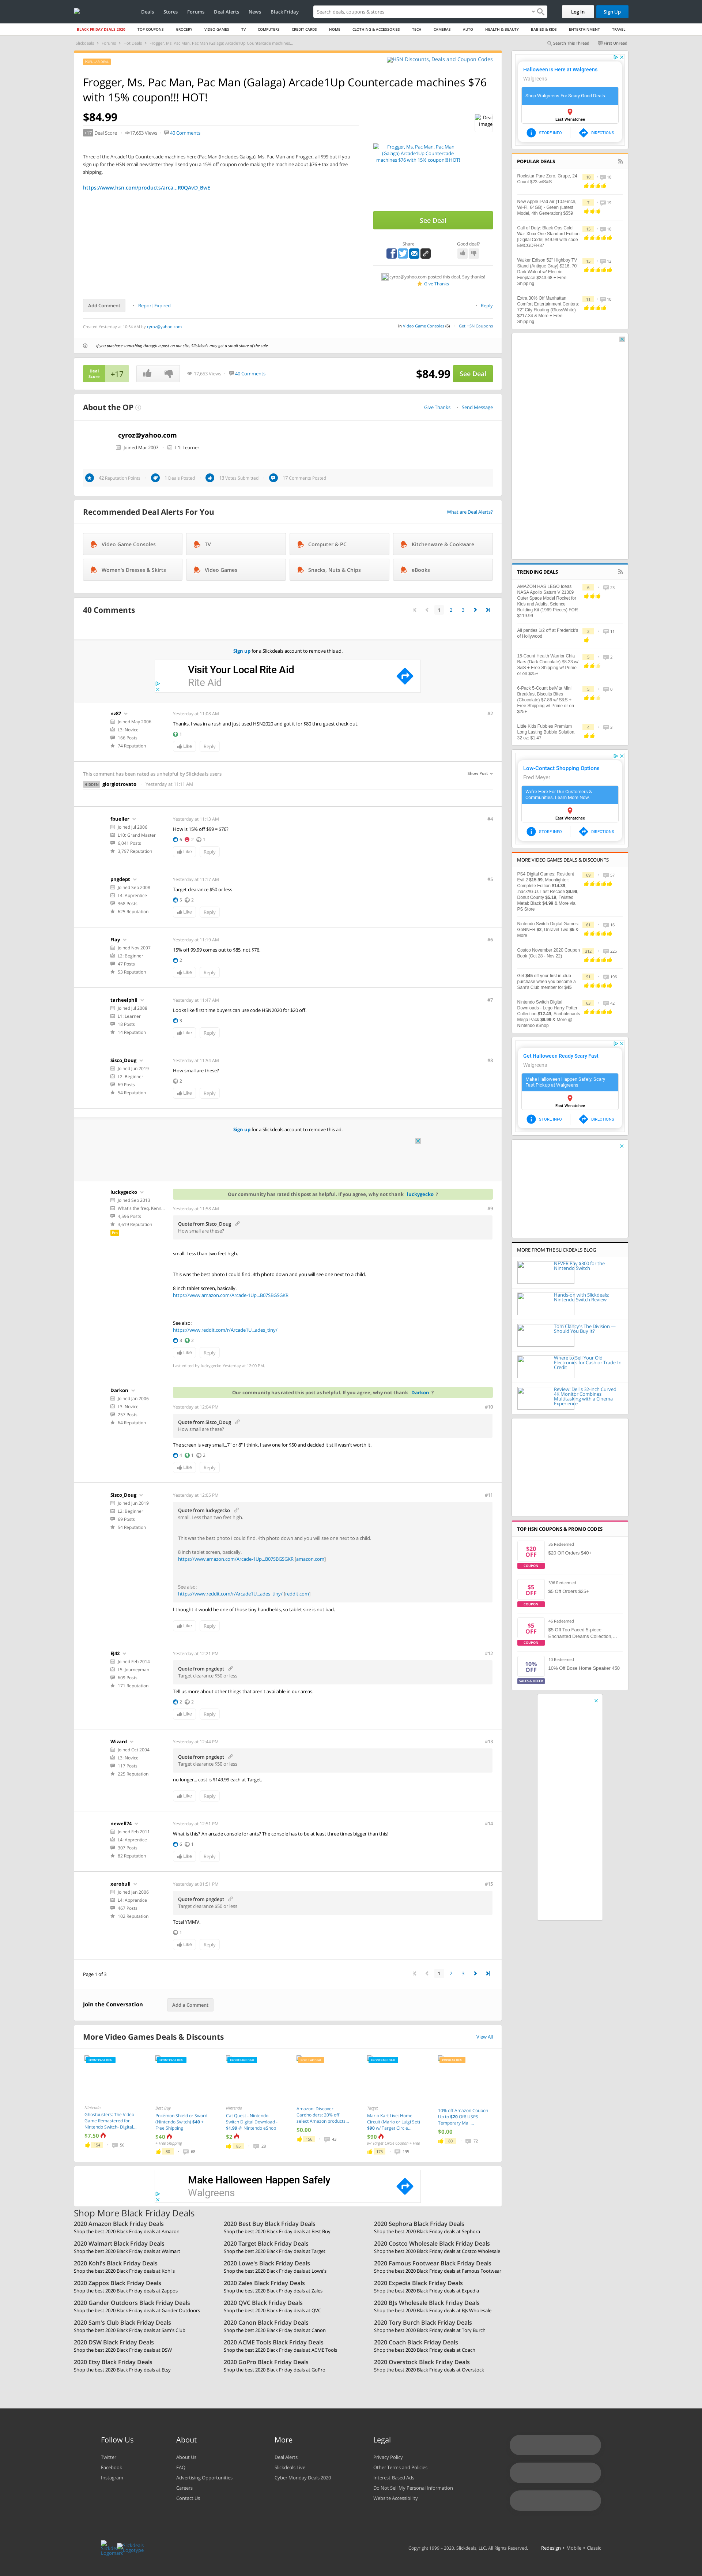 Deals Stores Forums Deal Alerts News Black Friday
Search deals, coupons & stores
Log In
Sign Up
BLACK FRIDAY DEALS 2020 TOP COUPONS GROCERY VIDEO GAMES TV COMPUTERS CREDIT CARDS HOME CLOTHING & ACCESSORIES TECH CAMERAS AUTO HEALTH & BEAUTY BABIES & KIDS ENTERTAINMENT TRAVEL
Slickdeals Forums Hot Deals Frogger, Ms. Pac Man, Pac Man (Galaga) Arcade1Up Countercade machines...
Search This Thread First Unread
HSN Discounts, Deals and Coupon Codes
Frogger, Ms. Pac Man, Pac Man (Galaga) Arcade1Up Countercade machines $76
with 15% coupon!!! HOT!
$84.99
+17 Deal Score 17,653 Views 40 Comments
Deal Image
Three of the Arcade1Up Countercade machines here (Pac Man (Includes Galaga), Ms. Pac Man and Frogger, all $99 but if you
sign up for HSN email newsletter they'll send you a 15% off coupon that makes this awesome deal $76 + tax and free
shipping.
https://www.hsn.com/products/arca...R0QAvD_BwE
Frogger, Ms. Pac Man, Pac Man (Galaga) Arcade1Up Countercade machines $76 with 15% coupon!!! HOT!
See Deal
Share Good deal?
cyroz@yahoo.com posted this deal. Say thanks!
Give Thanks
Add Comment Report Expired Reply
Created Yesterday at 10:54 AM by cyroz@yahoo.com
in Video Game Consoles (6) Get HSN Coupons
If you purchase something through a post on our site, Slickdeals may get a small share of the sale.
Deal Score +17 17,653 Views 40 Comments $84.99 See Deal
About the OP Give Thanks Send Message
cyroz@yahoo.com
Joined Mar 2007 L1: Learner
42 Reputation Points 1 Deals Posted 13 Votes Submitted 17 Comments Posted
Recommended Deal Alerts For You What are Deal Alerts?
Video Game Consoles TV Computer & PC Kitchenware & Cookware
Women's Dresses & Skirts Video Games Snacks, Nuts & Chips eBooks
40 Comments 1 2 3
Sign up for a Slickdeals account to remove this ad.
Visit Your Local Rite Aid
Rite Aid
ez87
Joined May 2006
L3: Novice
166 Posts
74 Reputation
Yesterday at 11:09 AM #2
Thanks. I was in a rush and just used HSN2020 and got it for $80 thru guest check out.
1
Like Reply
This comment has been rated as unhelpful by Slickdeals users Show Post
HIDDEN giorgiotrovato Yesterday at 11:11 AM
fbueller
Joined Jul 2006
L10: Grand Master
5,041 Posts
3,797 Reputation
Yesterday at 11:13 AM #4
How is 15% off $99 = $76?
6 2 1
Like Reply
pngdept
Joined Sep 2008
L4: Apprentice
968 Posts
625 Reputation
Yesterday at 11:17 AM #5
Target clearance $50 or less
5 2
Like Reply
Flay
Joined Nov 2007
L2: Beginner
47 Posts
53 Reputation
Yesterday at 11:19 AM #6
15% off 99.99 comes out to $85, not $76.
2
Like Reply
tarheelphil
Joined Jul 2008
L1: Learner
18 Posts
14 Reputation
Yesterday at 11:47 AM #7
Looks like first time buyers can use code HSN2020 for $20 off.
3
Like Reply
Sisco_Doug
Joined Jun 2019
L2: Beginner
69 Posts
54 Reputation
Yesterday at 11:54 AM #8
How small are these?
2
Like Reply
Sign up for a Slickdeals account to remove this ad.
luckygecko
Joined Sep 2013
What's the freq, Kenn...
4,596 Posts
3,619 Reputation
Pro
Our community has rated this post as helpful. If you agree, why not thank luckygecko ?
Yesterday at 11:58 AM #9
Quote from Sisco_Doug
How small are these?
small. Less than two feet high.
This was the best photo I could find: 4th photo down and you will see one next to a child.
8 inch tablet screen, basically.
https://www.amazon.com/Arcade-1Up...B07SBGSGKR
See also:
https://www.reddit.com/r/Arcade1U...ades_tiny/
5 2
Like Reply
Last edited by luckygecko Yesterday at 12:00 PM.
Darkon
Joined Jan 2006
L3: Novice
257 Posts
64 Reputation
Our community has rated this post as helpful. If you agree, why not thank Darkon ?
Yesterday at 12:04 PM #10
Quote from Sisco_Doug
How small are these?
The screen is very small...7" or 8" I think. I saw one for $50 and decided it still wasn't worth it.
4 1 2
Like Reply
Sisco_Doug
Joined Jun 2019
L2: Beginner
69 Posts
54 Reputation
Yesterday at 12:05 PM #11
Quote from luckygecko
small. Less than two feet high.
This was the best photo I could find: 4th photo down and you will see one next to a child.
8 inch tablet screen, basically.
https://www.amazon.com/Arcade-1Up...B07SBGSGKR [amazon.com]
See also:
https://www.reddit.com/r/Arcade1U...ades_tiny/ [reddit.com]
I thought it would be one of those tiny handhelds, so tablet size is not bad.
Like Reply
EJ42
Joined Feb 2014
L5: Journeyman
609 Posts
171 Reputation
Yesterday at 12:21 PM #12
Quote from pngdept
Target clearance $50 or less
Tell us more about other things that aren't available in our areas.
2 2
Like Reply
Wizard
Joined Oct 2004
L3: Novice
117 Posts
225 Reputation
Yesterday at 12:44 PM #13
Quote from pngdept
Target clearance $50 or less
no longer... cost is $149.99 each at Target.
Like Reply
newell74
Joined Feb 2011
L4: Apprentice
307 Posts
82 Reputation
Yesterday at 12:51 PM #14
What is this? An arcade console for ants? The console has to be at least three times bigger than this!
6 1
Like Reply
eerobull
Joined Jan 2006
L4: Apprentice
467 Posts
102 Reputation
Yesterday at 01:01 PM #15
Quote from pngdept
Target clearance $50 or less
Total YMMV.
1
Like Reply
Page 1 of 3 1 2 3
Join the Conversation Add a Comment
More Video Games Deals & Discounts View All
Nintendo
Ghostbusters: The Video Game Remastered for Nintendo Switch- Digital...
$7.50
Best Buy
Pokémon Shield or Sword (Nintendo Switch) $40 + Free Shipping
$40
+ Free Shipping
Nintendo
Cat Quest - Nintendo Switch Digital Download - $1.99 @ Nintendo eShop
$2
Amazon: Discover Cardholders: 20% off select Amazon products...
$0.00
Target
Mario Kart Live: Home Circuit (Mario or Luigi Set) $90 w/ Target Circle...
$90
w/ Target Circle Coupon + Free
10% off Amazon Coupon Up to $20 Off: USPS Temporary Mail...
$0.00
Make Halloween Happen Safely
Walgreens
Shop More Black Friday Deals
2020 Amazon Black Friday Deals
Shop the best 2020 Black Friday deals at Amazon
2020 Best Buy Black Friday Deals
Shop the best 2020 Black Friday deals at Best Buy
2020 Sephora Black Friday Deals
Shop the best 2020 Black Friday deals at Sephora
2020 Walmart Black Friday Deals
Shop the best 2020 Black Friday deals at Walmart
2020 Target Black Friday Deals
Shop the best 2020 Black Friday deals at Target
2020 Costco Wholesale Black Friday Deals
Shop the best 2020 Black Friday deals at Costco Wholesale
2020 Kohl's Black Friday Deals
Shop the best 2020 Black Friday deals at Kohl's
2020 Lowe's Black Friday Deals
Shop the best 2020 Black Friday deals at Lowe's
2020 Famous Footwear Black Friday Deals
Shop the best 2020 Black Friday deals at Famous Footwear
2020 Zappos Black Friday Deals
Shop the best 2020 Black Friday deals at Zappos
2020 Zales Black Friday Deals
Shop the best 2020 Black Friday deals at Zales
2020 Expedia Black Friday Deals
Shop the best 2020 Black Friday deals at Expedia
2020 Gander Outdoors Black Friday Deals
Shop the best 2020 Black Friday deals at Gander Outdoors
2020 QVC Black Friday Deals
Shop the best 2020 Black Friday deals at QVC
2020 BJs Wholesale Black Friday Deals
Shop the best 2020 Black Friday deals at BJs Wholesale
2020 Sam's Club Black Friday Deals
Shop the best 2020 Black Friday deals at Sam's Club
2020 Canon Black Friday Deals
Shop the best 2020 Black Friday deals at Canon
2020 Tory Burch Black Friday Deals
Shop the best 2020 Black Friday deals at Tory Burch
2020 DSW Black Friday Deals
Shop the best 2020 Black Friday deals at DSW
2020 ACME Tools Black Friday Deals
Shop the best 2020 Black Friday deals at ACME Tools
2020 Coach Black Friday Deals
Shop the best 2020 Black Friday deals at Coach
2020 Etsy Black Friday Deals
Shop the best 2020 Black Friday deals at Etsy
2020 GoPro Black Friday Deals
Shop the best 2020 Black Friday deals at GoPro
2020 Overstock Black Friday Deals
Shop the best 2020 Black Friday deals at Overstock
Halloween Is Here at Walgreens
Walgreens
Shop Walgreens For Scary Good Deals.
East Wenatchee
STORE INFO DIRECTIONS
POPULAR DEALS
Rockstar Pure Zero, Grape, 24 Count $23 w/S&S
New Apple iPad Air (10.9-inch, Wi-Fi, 64GB) - Green (Latest Model, 4th Generation) $559
Call of Duty: Black Ops Cold War Xbox One Standard Edition [Digital Code] $49.99 with code EMCGDFH37
Walker Edison 52" Highboy TV Stand (Antique Gray) $216, 70" Dark Walnut w/ Electric Fireplace $243.68 + Free Shipping
Extra 30% Off Manhattan Comfort Entertainment Centers: 72" City Floating (Gloss/White) $217.34 & More + Free Shipping
TRENDING DEALS
AMAZON HAS LEGO Ideas NASA Apollo Saturn V 21309 Outer Space Model Rocket for Kids and Adults, Science Building Kit (1969 Pieces) FOR $119.99
All panties 1/2 off at Frederick's of Hollywood
15-Count Health Warrior Chia Bars (Dark Chocolate) $8.23 w/ S&S + Free Shipping w/ Prime or on $25+
6-Pack 5-Count belVita Mini Breakfast Biscuits Bites (Chocolate) $7.86 w/ S&S + Free Shipping w/ Prime or on $25+
Little Kids Fubbles Premium Long Lasting Bubble Solution, 32 oz: $1.47
Low-Contact Shopping Options
Fred Meyer
We're Here For Our Customers & Communities. Learn More Now.
East Wenatchee
STORE INFO DIRECTIONS
MORE VIDEO GAMES DEALS & DISCOUNTS
PS4 Digital Games: Resident Evil 2 $15.99, Moonlighter: Complete Edition $14.39, Jack/N/U: Last Recode $9.99, Donut County $5.19, Twisted Metal: Black $4.99 & More via PS Store
Nintendo Switch Digital Games: GoNNER $2, Unravel Two $5 & More
Costco November 2020 Coupon Book (Oct 28 - Nov 22)
Get $45 off your first in-club purchase when you become a Sam's Club member for $45
Nintendo Switch Digital Downloads - Lego Harry Potter Collection $12.49, Scribblenauts Mega Pack $9.99 & More @ Nintendo eShop
Get Halloween Ready Scary Fast
Walgreens
Make Halloween Happen Safely. Scary Fast Pickup at Walgreens
East Wenatchee
STORE INFO DIRECTIONS
MORE FROM THE SLICKDEALS BLOG
NEVER Pay $300 for the Nintendo Switch
Hands-on with Slickdeals: Nintendo Switch Review
Tom Clancy's The Division — Should You Buy It?
Where to Sell Your Old Electronics for Cash or Trade-In Credit
Review: Dell's 32-inch Curved 4K Monitor Combines Multitasking with a Cinema Experience
TOP HSN COUPONS & PROMO CODES
$20 OFF COUPON
36 Redeemed
$20 Off Orders $40+
$5 OFF COUPON
396 Redeemed
$5 Off Orders $25+
$5 OFF COUPON
46 Redeemed
$5 Off Too Faced 5-piece Enchanted Dreams Collection,...
10% OFF SALES & OFFER
10 Redeemed
10% Off Bose Home Speaker 450
Follow Us About More Legal
Twitter About Us Deal Alerts Privacy Policy
Facebook FAQ Slickdeals Live Other Terms and Policies
Instagram Advertising Opportunities Cyber Monday Deals 2020 Interest-Based Ads
Careers Do Not Sell My Personal Information
Contact Us Website Accessibility
Copyright 1999 - 2020. Slickdeals, LLC. All Rights Reserved. Redesign • Mobile • Classic